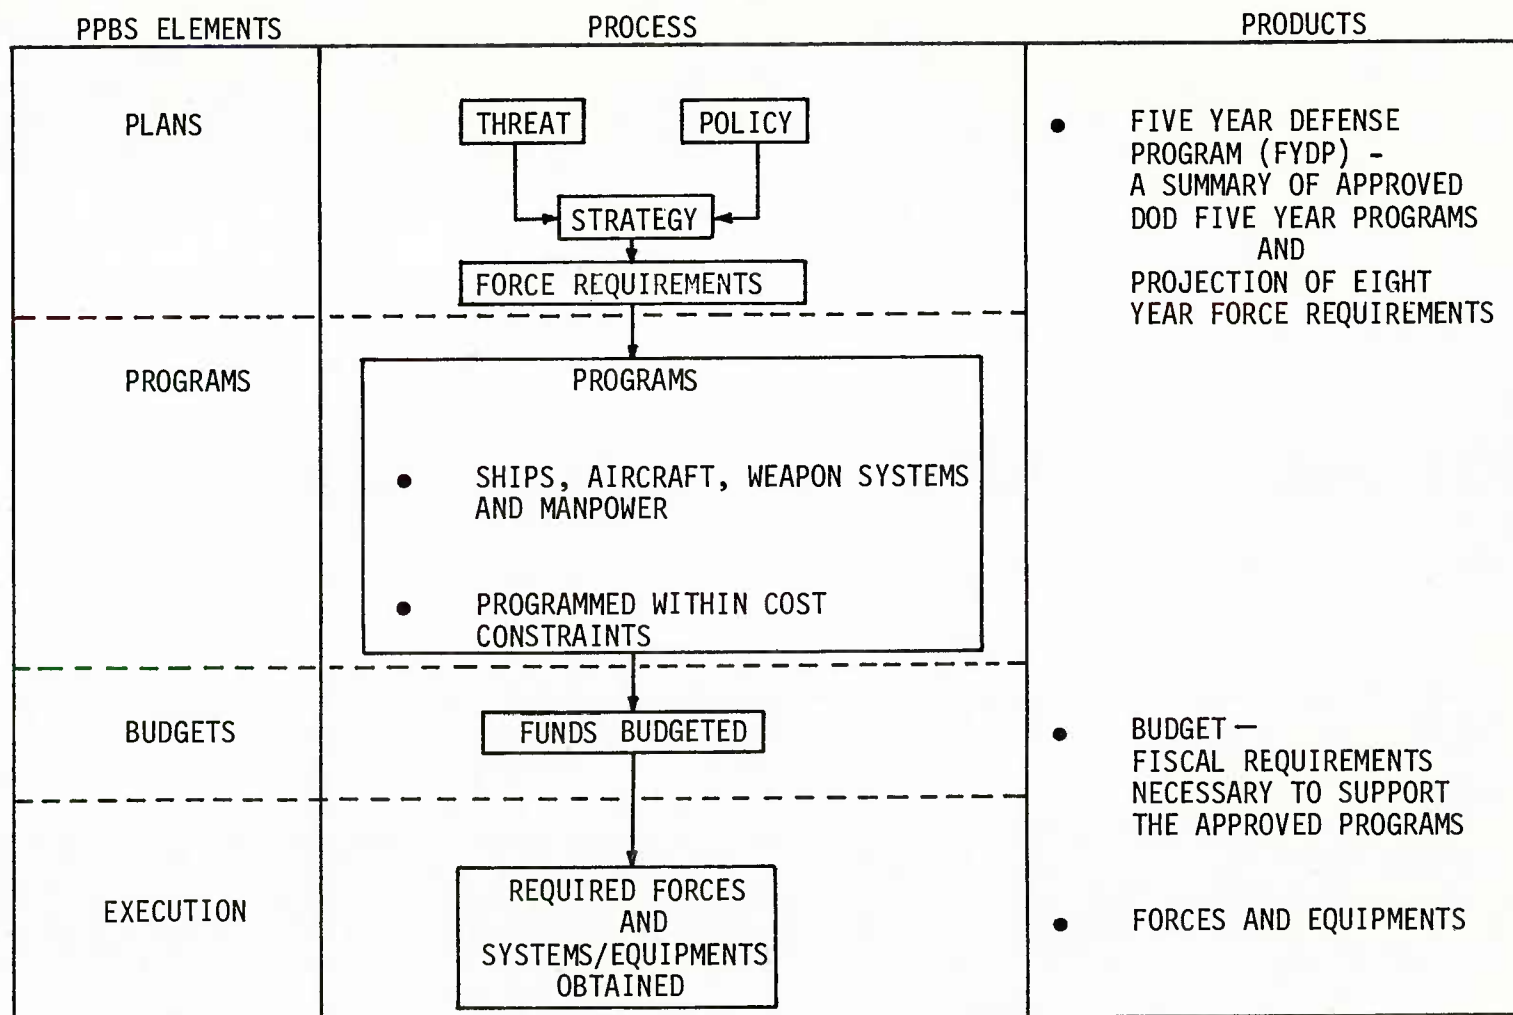 PPBS ELEMENTS
PROCESS
PRODUCTS
PLANS
THREAT
POLICY
STRATEGY
FORCE REQUIREMENTS
● FIVE YEAR DEFENSE
PROGRAM (FYDP) -
A SUMMARY OF APPROVED
DOD FIVE YEAR PROGRAMS
AND
PROJECTION OF EIGHT
YEAR FORCE REQUIREMENTS
PROGRAMS
PROGRAMS
● SHIPS, AIRCRAFT, WEAPON SYSTEMS
AND MANPOWER
● PROGRAMMED WITHIN COST
CONSTRAINTS
BUDGETS
FUNDS BUDGETED
● BUDGET —
FISCAL REQUIREMENTS
NECESSARY TO SUPPORT
THE APPROVED PROGRAMS
EXECUTION
REQUIRED FORCES
AND
SYSTEMS/EQUIPMENTS
OBTAINED
● FORCES AND EQUIPMENTS